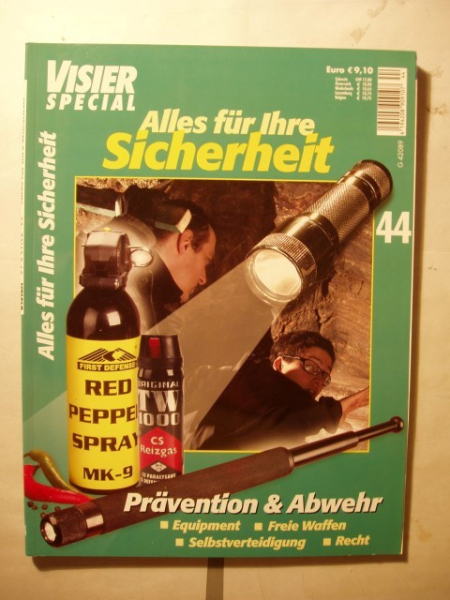 VISIER
SPECIAL
Euro € 9,10
Alles für Ihre
Sicherheit
Alles für Ihre Sicherheit
G 42089
44
FIRST DEFENSE
RED
PEPPER
SPRAY
MK-9
ORIGINAL
TW
1000
CS
Reizgas
Prävention & Abwehr
■ Equipment ■ Freie Waffen
■ Selbstverteidigung ■ Recht